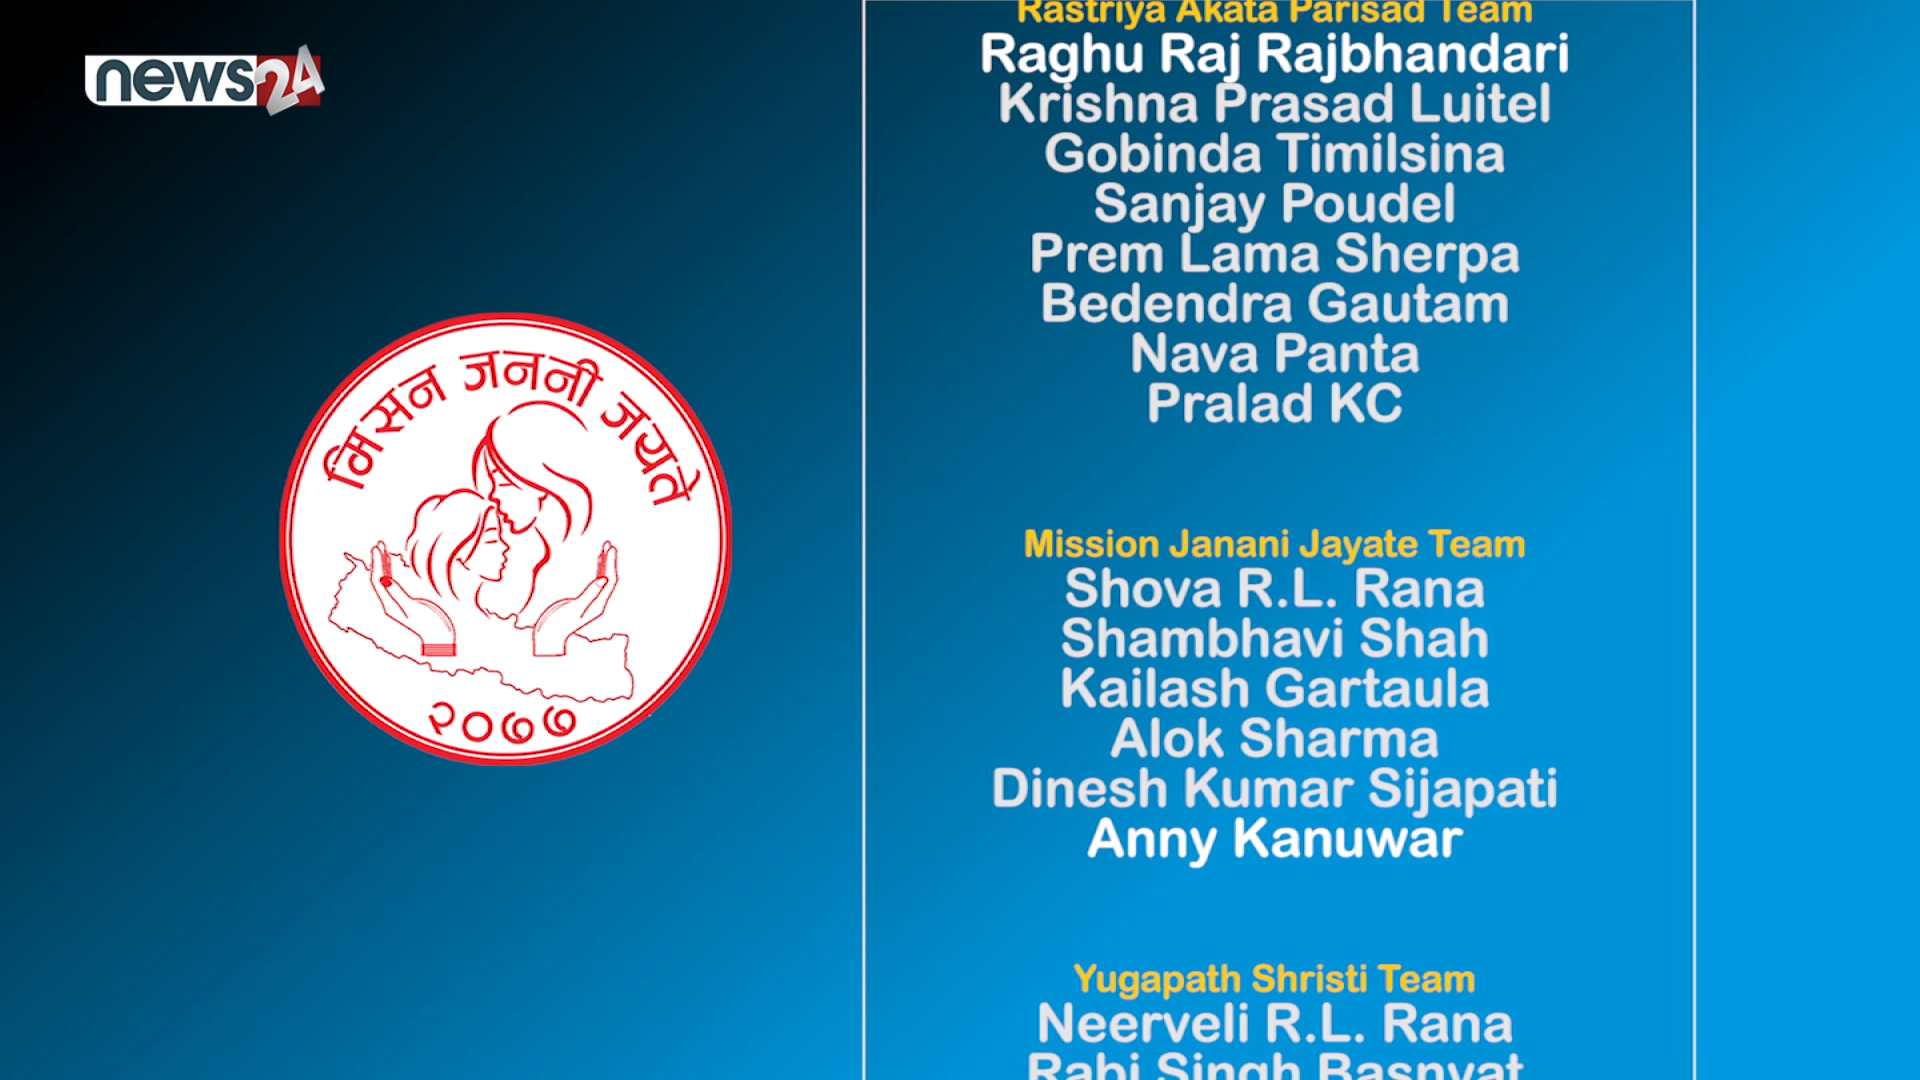 news24
मिसन जननी जयते
२०७७
Rastriya Akata Parisad Team
Raghu Raj Rajbhandari
Krishna Prasad Luitel
Gobinda Timilsina
Sanjay Poudel
Prem Lama Sherpa
Bedendra Gautam
Nava Panta
Pralad KC
Mission Janani Jayate Team
Shova R.L. Rana
Shambhavi Shah
Kailash Gartaula
Alok Sharma
Dinesh Kumar Sijapati
Anny Kanuwar
Yugapath Shristi Team
Neerveli R.L. Rana
Rabi Singh Basnyat